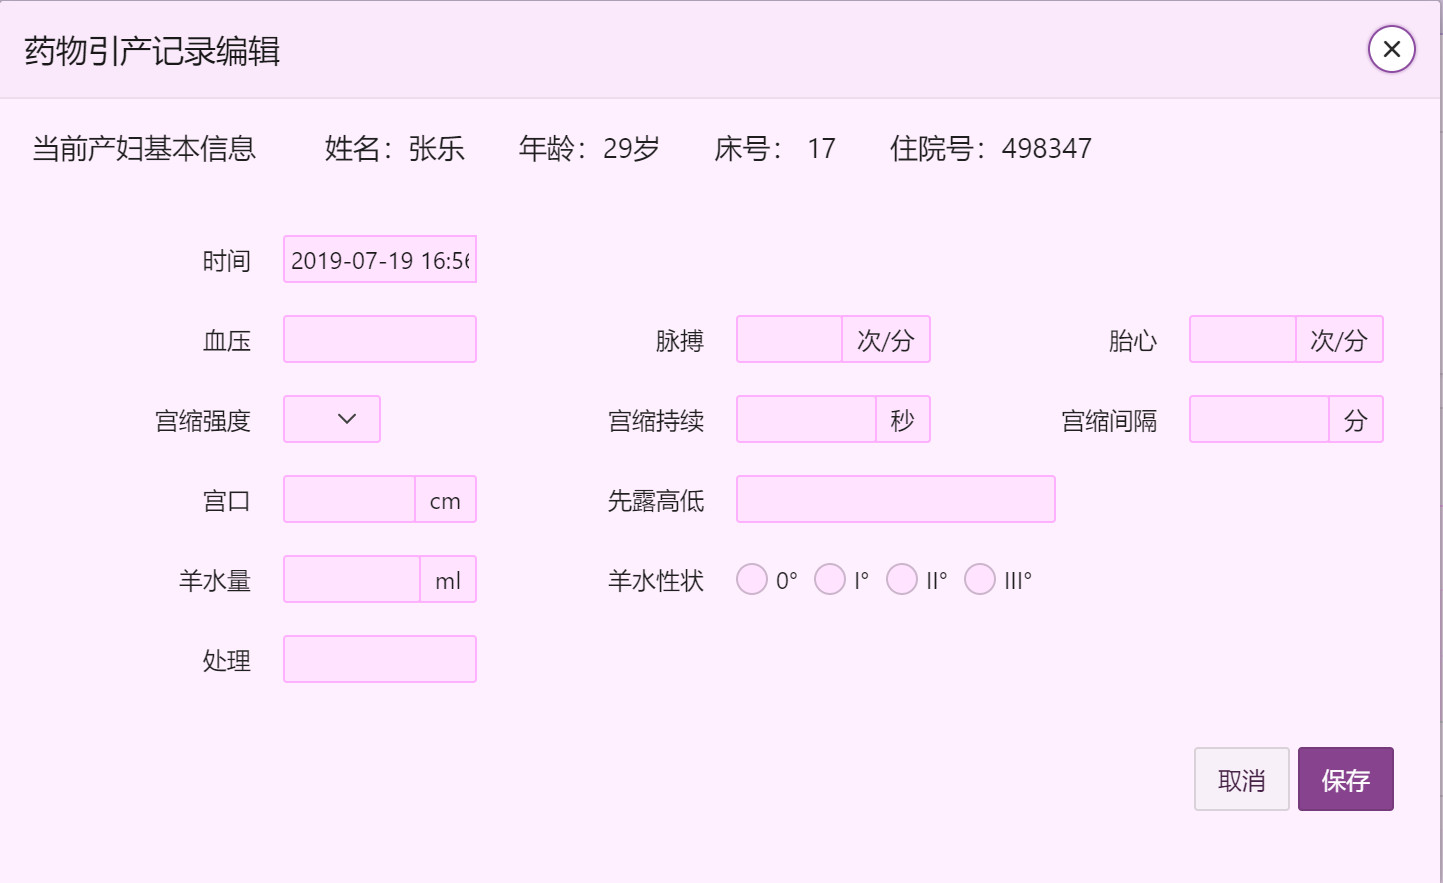 药物引产记录编辑
当前产妇基本信息 姓名：张乐 年龄：29岁 床号： 17 住院号：498347
时间 2019-07-19 16:56
血压 脉搏 次/分 胎心 次/分
宫缩强度 宫缩持续 秒 宫缩间隔 分
宫口 cm 先露高低
羊水量 ml 羊水性状 0° I° II° III°
处理
取消 保存